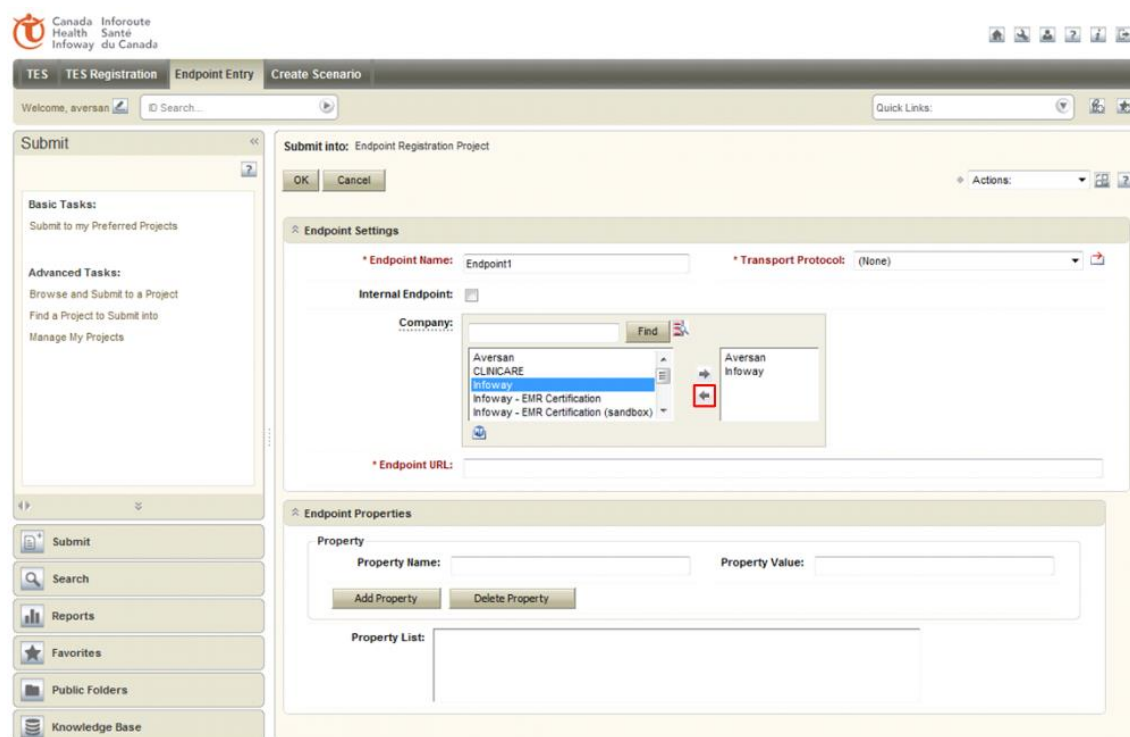 Canada Inforoute
Health Santé
Infoway du Canada
TES TES Registration Endpoint Entry Create Scenario
Welcome, aversan ID Search... Quick Links:
Submit
Basic Tasks:
Submit to my Preferred Projects
Advanced Tasks:
Browse and Submit to a Project
Find a Project to Submit into
Manage My Projects
Submit
Search
Reports
Favorites
Public Folders
Knowledge Base
Submit into: Endpoint Registration Project
OK Cancel Actions:
Endpoint Settings
* Endpoint Name: Endpoint1 * Transport Protocol: (None)
Internal Endpoint:
Company: Find
Aversan
CLINICARE
Infoway
Infoway - EMR Certification
Infoway - EMR Certification (sandbox)
Aversan
Infoway
* Endpoint URL:
Endpoint Properties
Property
Property Name: Property Value:
Add Property Delete Property
Property List: